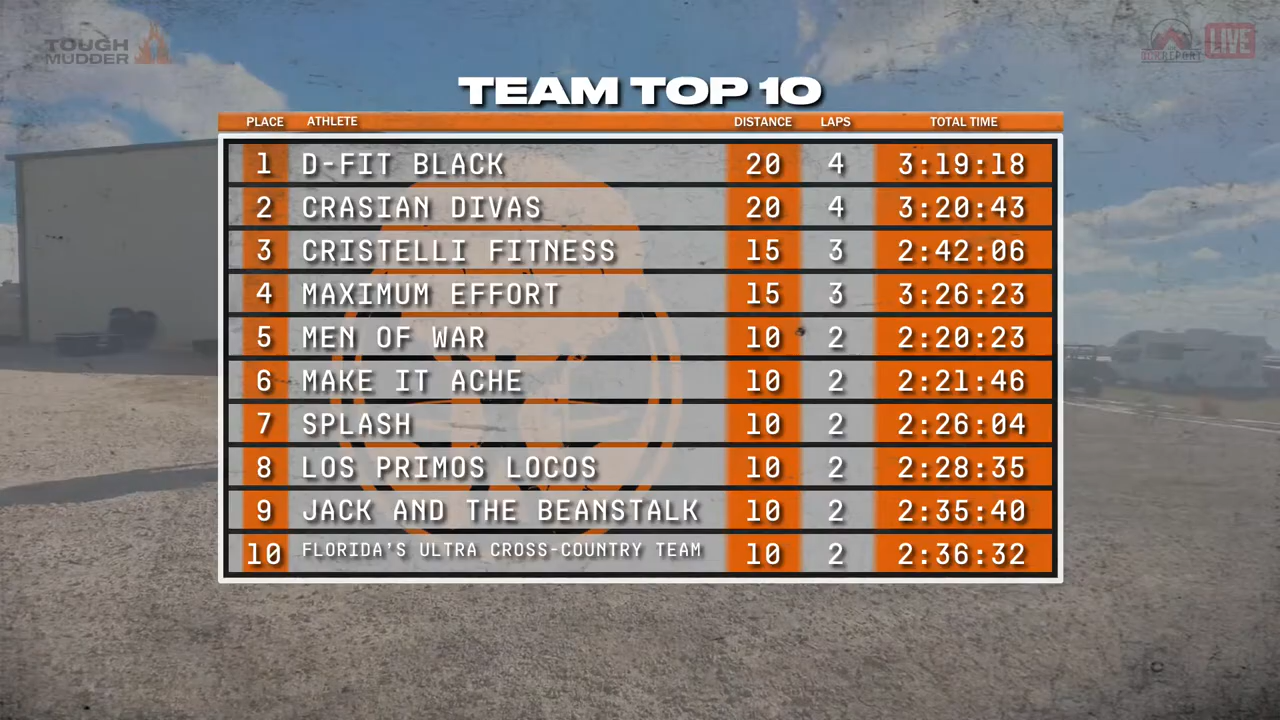 TOUGH
MUDDER
LIVE
TEAM TOP 10
PLACE ATHLETE DISTANCE LAPS TOTAL TIME
1 D-FIT BLACK 20 4 3:19:18
2 CRASIAN DIVAS 20 4 3:20:43
3 CRISTELLI FITNESS 15 3 2:42:06
4 MAXIMUM EFFORT 15 3 3:26:23
5 MEN OF WAR 10 2 2:20:23
6 MAKE IT ACHE 10 2 2:21:46
7 SPLASH 10 2 2:26:04
8 LOS PRIMOS LOCOS 10 2 2:28:35
9 JACK AND THE BEANSTALK 10 2 2:35:40
10 FLORIDA'S ULTRA CROSS-COUNTRY TEAM 10 2 2:36:32